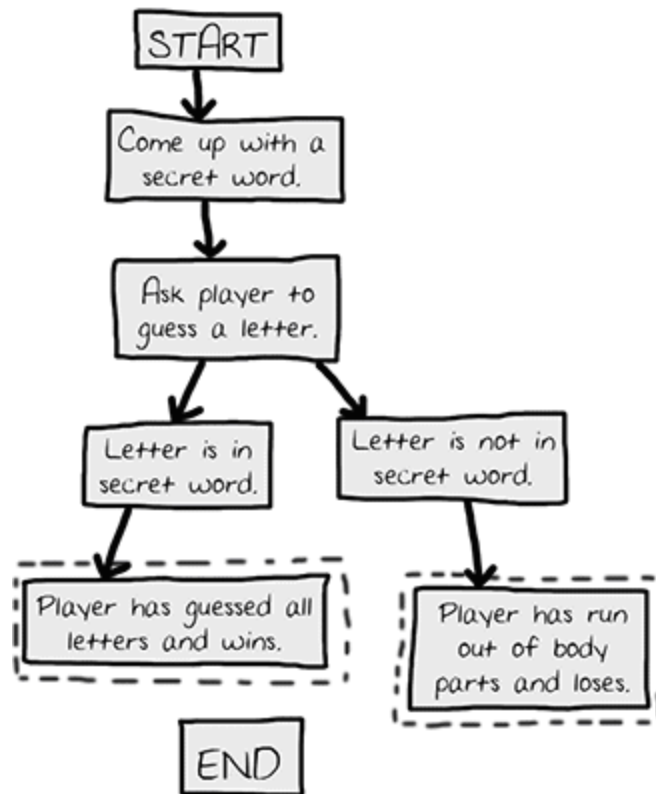 START
Come up with a
secret word.
Ask player to
guess a letter.
Letter is in
secret word.
Letter is not in
secret word.
Player has guessed all
letters and wins.
Player has run
out of body
parts and loses.
END